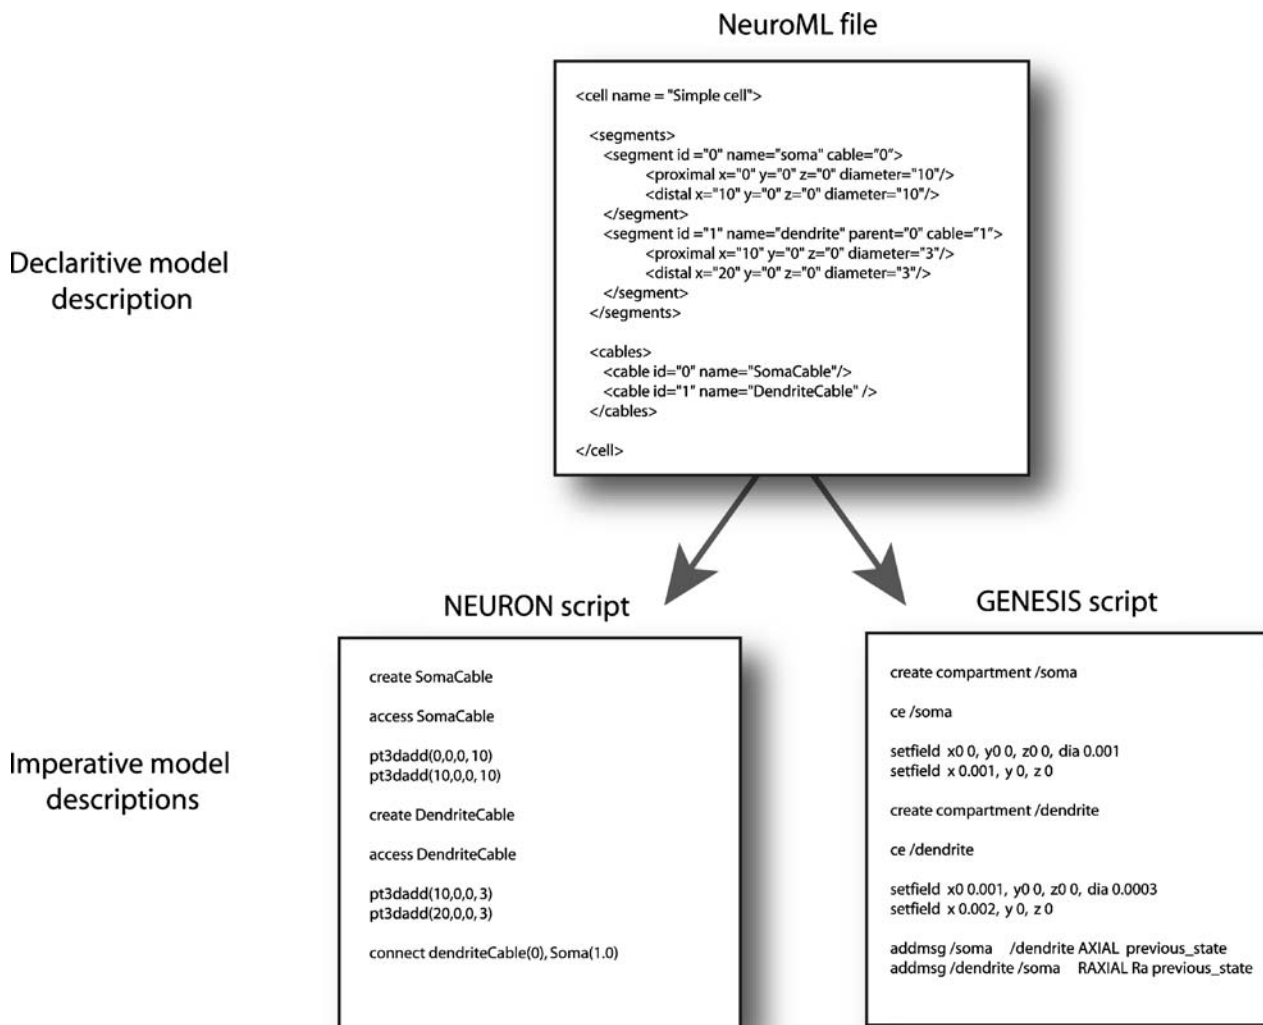 NeuroML file
<cell name = "Simple cell">
<segments>
<segment id ="0" name="soma" cable="0">
<proximal x="0" y="0" z="0" diameter="10"/>
<distal x="10" y="0" z="0" diameter="10"/>
</segment>
<segment id ="1" name="dendrite" parent="0" cable="1">
<proximal x="10" y="0" z="0" diameter="3"/>
<distal x="20" y="0" z="0" diameter="3"/>
</segment>
</segments>
<cables>
<cable id="0" name="SomaCable"/>
<cable id="1" name="DendriteCable" />
</cables>
</cell>
Declaritive model
description
NEURON script
create SomaCable
access SomaCable
pt3dadd(0,0,0, 10)
pt3dadd(10,0,0, 10)
create DendriteCable
access DendriteCable
pt3dadd(10,0,0, 3)
pt3dadd(20,0,0, 3)
connect dendriteCable(0), Soma(1.0)
GENESIS script
create compartment /soma
ce /soma
setfield x0 0, y0 0, z0 0, dia 0.001
setfield x 0.001, y 0, z 0
create compartment /dendrite
ce /dendrite
setfield x0 0.001, y0 0, z0 0, dia 0.0003
setfield x 0.002, y 0, z 0
addmsg /soma /dendrite AXIAL previous_state
addmsg /dendrite /soma RAXIAL Ra previous_state
Imperative model
descriptions